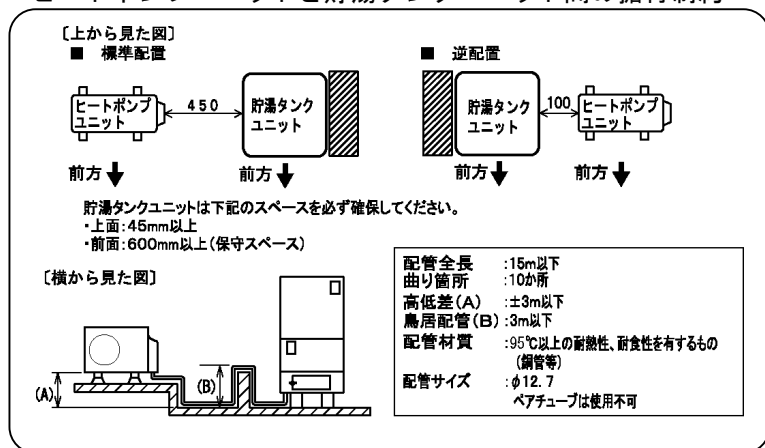 〔上から見た図〕
■ 標準配置
ヒートポンプ
ユニット
450
貯湯タンク
ユニット
前方
前方
■ 逆配置
貯湯タンク
ユニット
100
ヒートポンプ
ユニット
前方
前方
貯湯タンクユニットは下記のスペースを必ず確保してください。
・上面:45mm以上
・前面:600mm以上(保守スペース)
〔横から見た図〕
(A)
(B)
配管全長 :15m以下
曲り箇所 :10か所
高低差(A) :±3m以下
鳥居配管(B) :3m以下
配管材質 :95℃以上の耐熱性、耐食性を有するもの
(銅管等)
配管サイズ :φ12.7
ペアチューブは使用不可